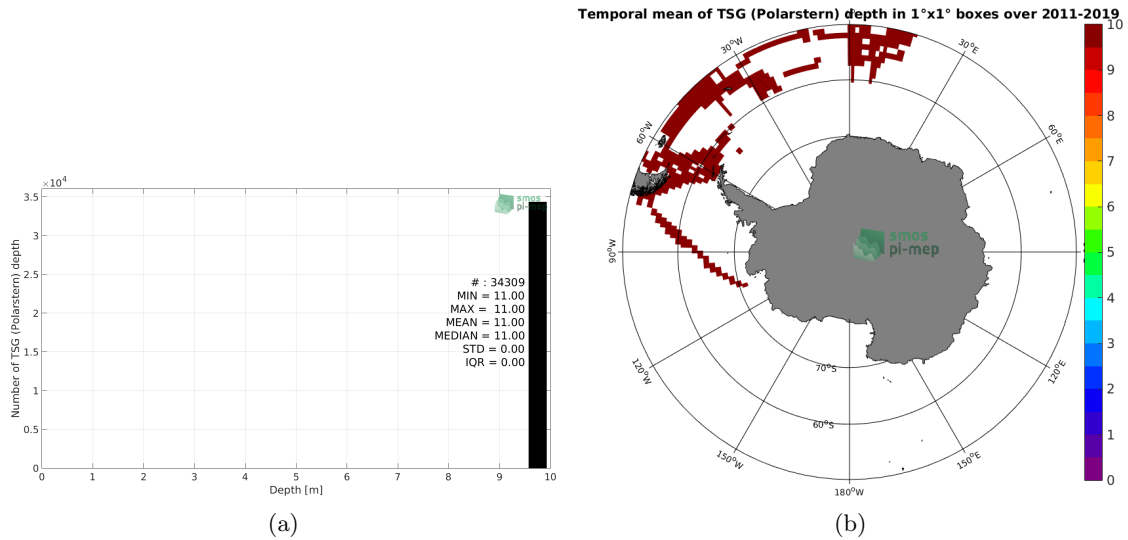 Temporal mean of TSG (Polarstern) depth in 1°x1° boxes over 2011-2019
×10⁴
3.5
3
2.5
2
1.5
1
0.5
0
Number of TSG (Polarstern) depth
smos
pi-mep
# : 34309
MIN = 11.00
MAX = 11.00
MEAN = 11.00
MEDIAN = 11.00
STD = 0.00
IQR = 0.00
0 1 2 3 4 5 6 7 8 9 10
Depth [m]
(a)
30°W
30°E
60°W
60°E
90°W
smos
pi-mep
120°W
120°E
70°S
60°S
150°W
150°E
180°W
10
9
8
7
6
5
4
3
2
1
0
(b)